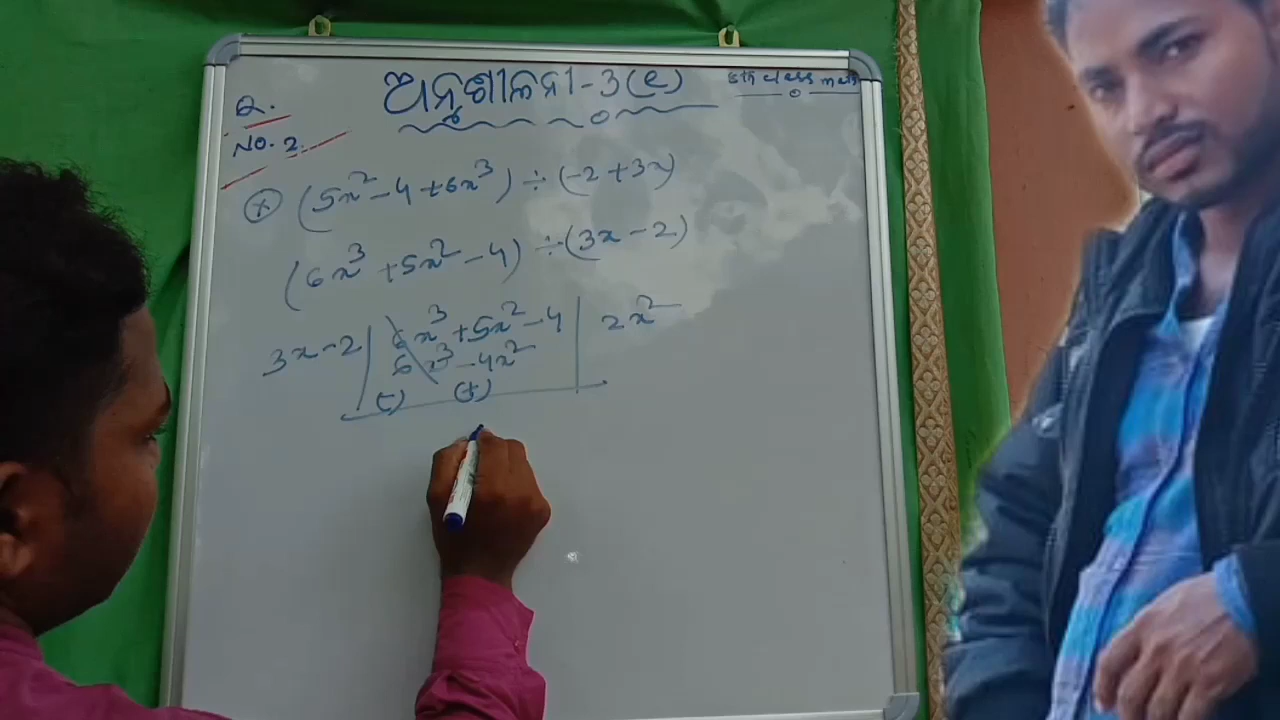 ଅନୁଶୀଳନୀ-3(e)
8th class math
Q.
NO. 2.
(x) (5x² - 4 + 6x³) ÷ (-2 + 3x)
(6x³ + 5x² - 4) ÷ (3x - 2)
3x - 2 | 6x³ + 5x² - 4 | 2x²
6x³ - 4x²
(-) (+)